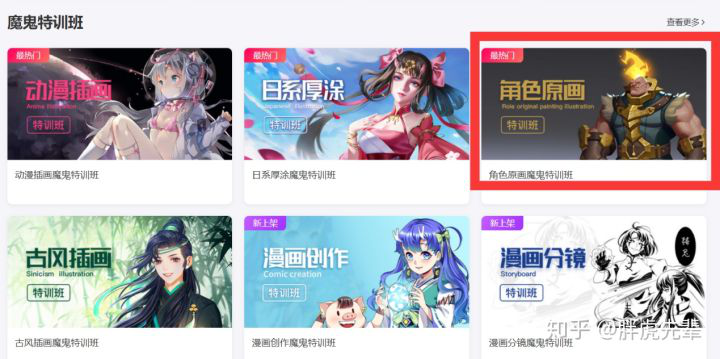 魔鬼特训班
查看更多>
最热门
动漫插画
Anime illustration
特训班
动漫插画魔鬼特训班
最热门
日系厚涂
Japanese illustration
特训班
日系厚涂魔鬼特训班
最热门
角色原画
Role original painting illustration
特训班
角色原画魔鬼特训班
古风插画
Sinicism illustration
特训班
古风插画魔鬼特训班
新上架
漫画创作
Comic creation
特训班
漫画创作魔鬼特训班
新上架
漫画分镜
Storyboard
特训班
漫画分镜魔鬼特训班
知乎 @胖虎先辈